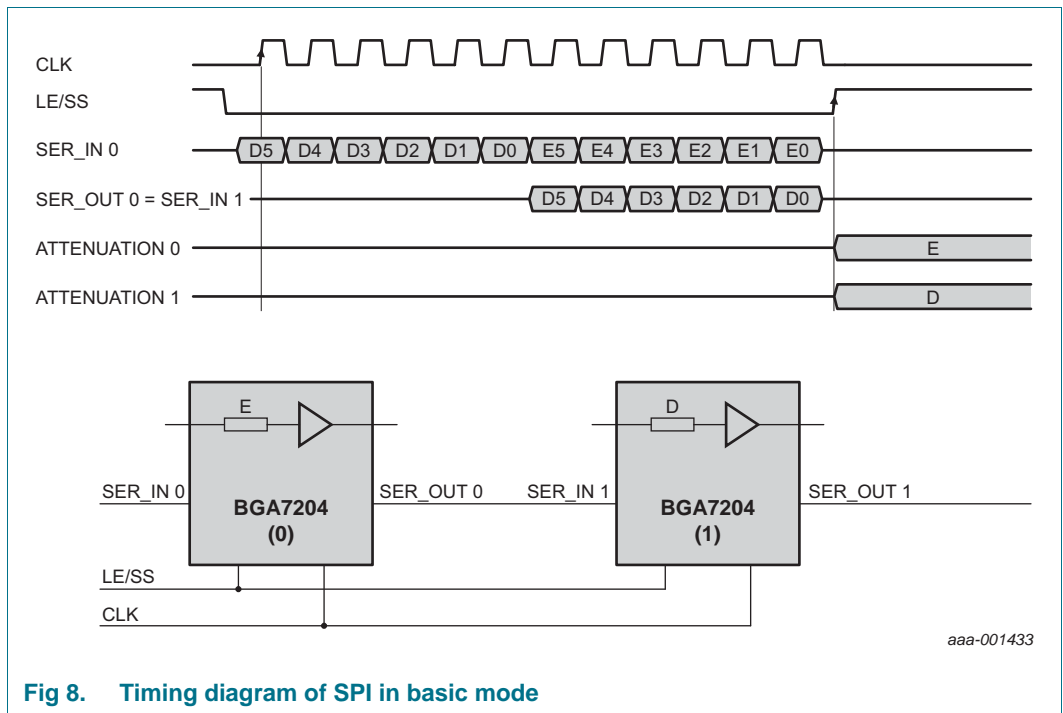 CLK
LE/SS
SER_IN 0 D5 D4 D3 D2 D1 D0 E5 E4 E3 E2 E1 E0
SER_OUT 0 = SER_IN 1 D5 D4 D3 D2 D1 D0
ATTENUATION 0 E
ATTENUATION 1 D
E D
SER_IN 0 SER_OUT 0 SER_IN 1 SER_OUT 1
BGA7204 BGA7204
(0) (1)
LE/SS
CLK
aaa-001433
Fig 8. Timing diagram of SPI in basic mode